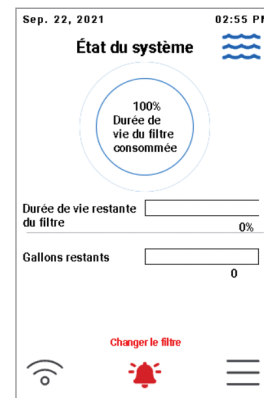 Sep. 22, 2021
02:55 P
État du système
100%
Durée de
vie du filtre
consommée
Durée de vie restante
du filtre
0%
Gallons restants
0
Changer le filtre